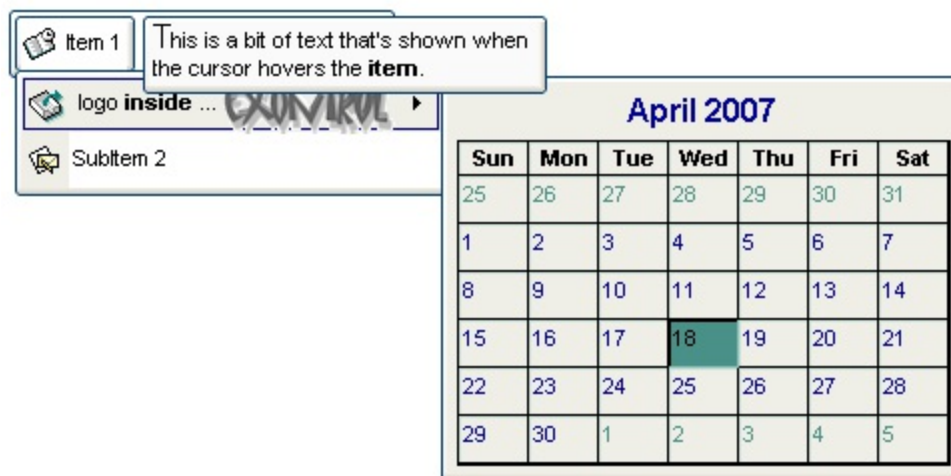 Item 1
This is a bit of text that's shown when
the cursor hovers the item.
logo inside ... EXONTROL
SubItem 2
April 2007
Sun Mon Tue Wed Thu Fri Sat
25 26 27 28 29 30 31
1 2 3 4 5 6 7
8 9 10 11 12 13 14
15 16 17 18 19 20 21
22 23 24 25 26 27 28
29 30 1 2 3 4 5